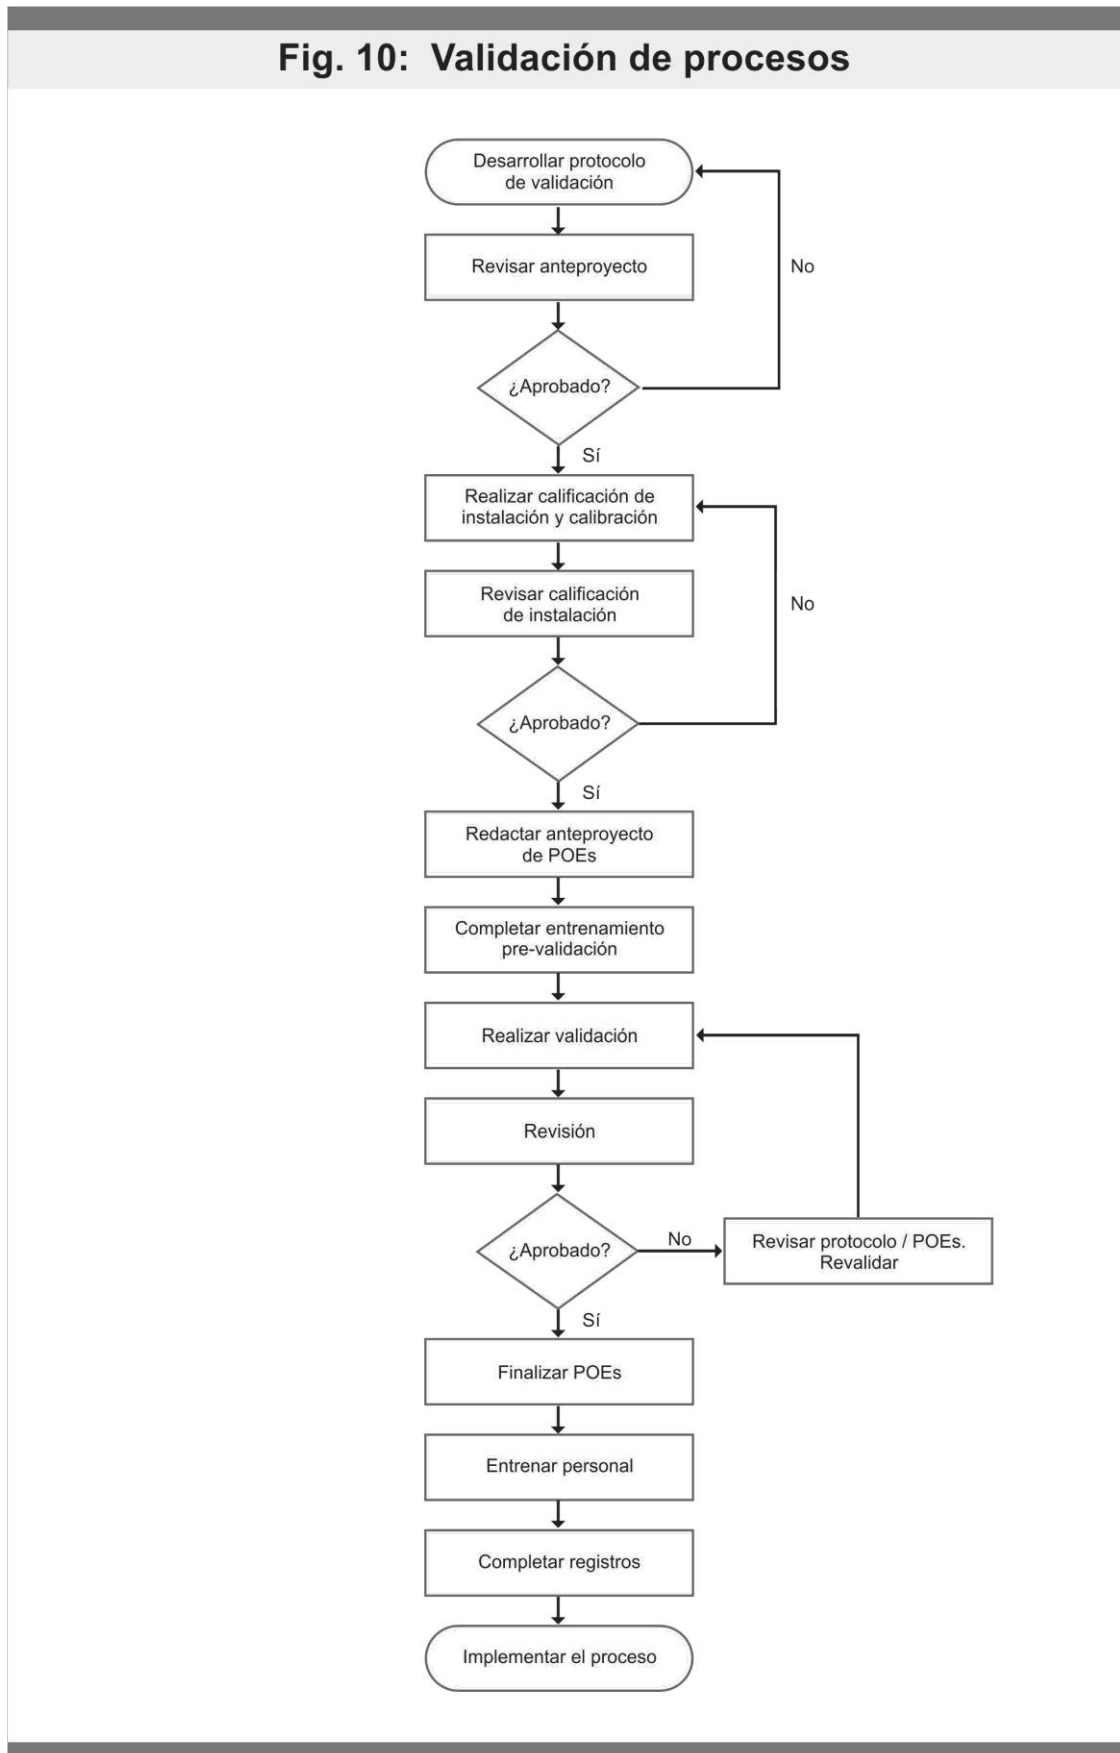 Fig. 10: Validación de procesos
Desarrollar protocolo
de validación
Revisar anteproyecto
No
¿Aprobado?
Sí
Realizar calificación de
instalación y calibración
Revisar calificación
de instalación
No
¿Aprobado?
Sí
Redactar anteproyecto
de POEs
Completar entrenamiento
pre-validación
Realizar validación
Revisión
¿Aprobado?
No
Revisar protocolo / POEs.
Revalidar
Sí
Finalizar POEs
Entrenar personal
Completar registros
Implementar el proceso